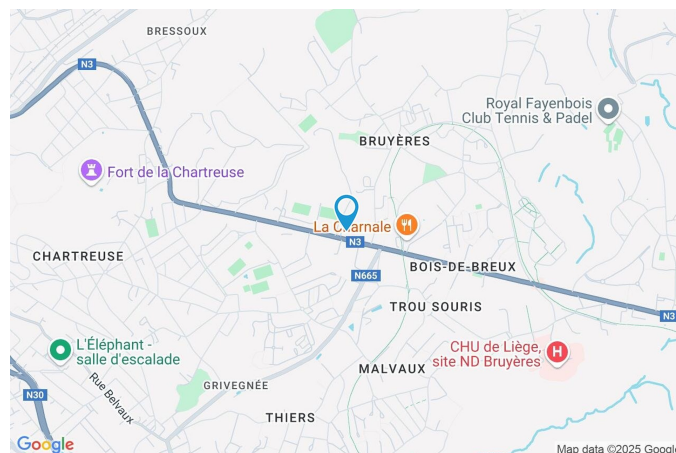 BRESSOUX
N3
Royal Fayenbois
Club Tennis & Padel
BRUYÈRES
Fort de la Chartreuse
La Charnale
N3
CHARTREUSE
BOIS-DE-BREUX
N665
TROU SOURIS
N3
L'Éléphant -
salle d'escalade
CHU de Liège,
site ND Bruyères
MALVAUX
Rue Belvaux
GRIVEGNÉE
N30
THIERS
Google
Map data ©2025 Google